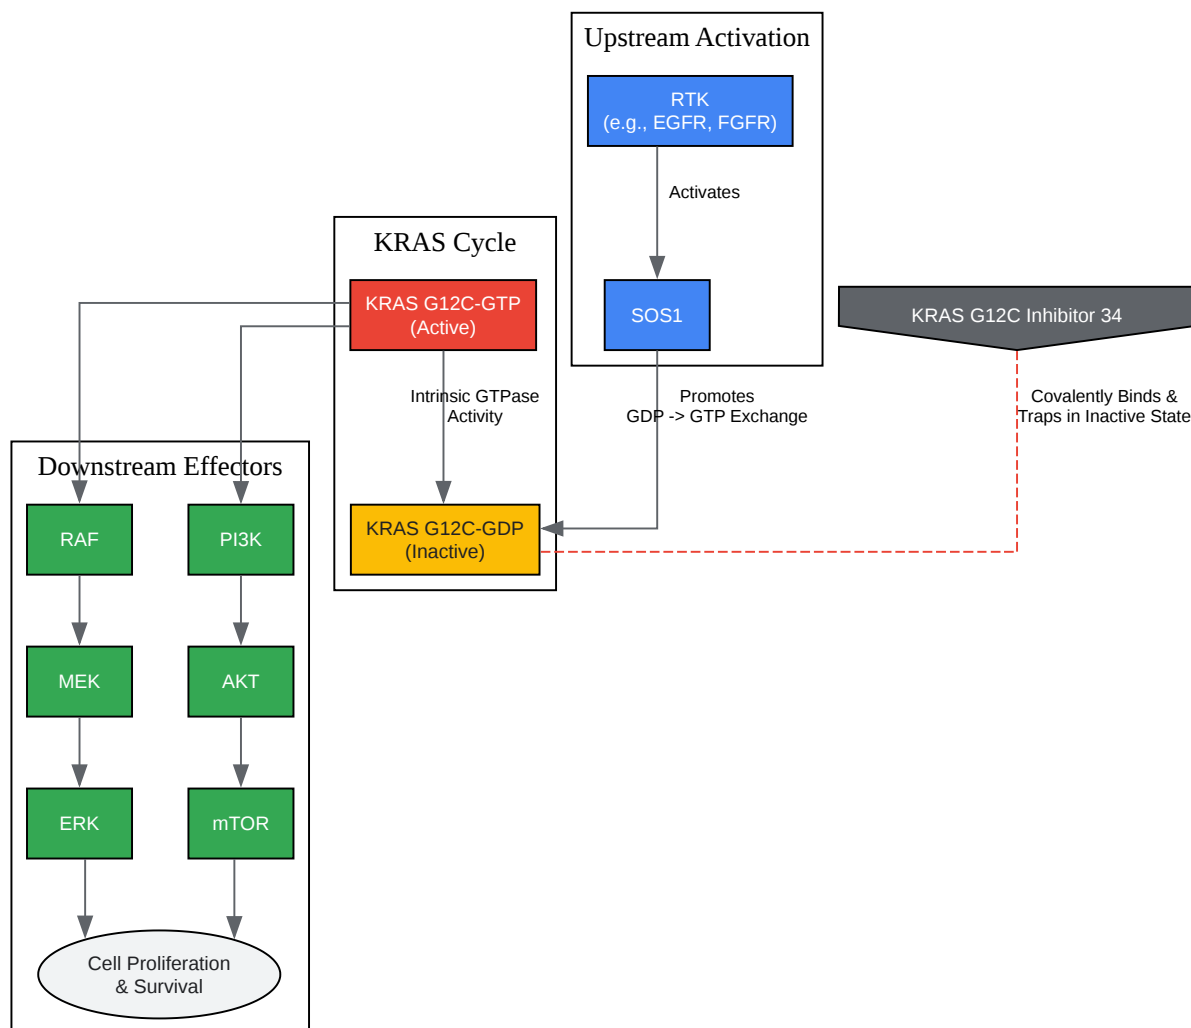 Upstream Activation
RTK
(e.g., EGFR, FGFR)
Activates
SOS1
Promotes
GDP -> GTP Exchange
KRAS Cycle
KRAS G12C-GTP
(Active)
Intrinsic GTPase
Activity
KRAS G12C-GDP
(Inactive)
KRAS G12C Inhibitor 34
Covalently Binds &
Traps in Inactive State
Downstream Effectors
RAF
PI3K
MEK
AKT
ERK
mTOR
Cell Proliferation
& Survival